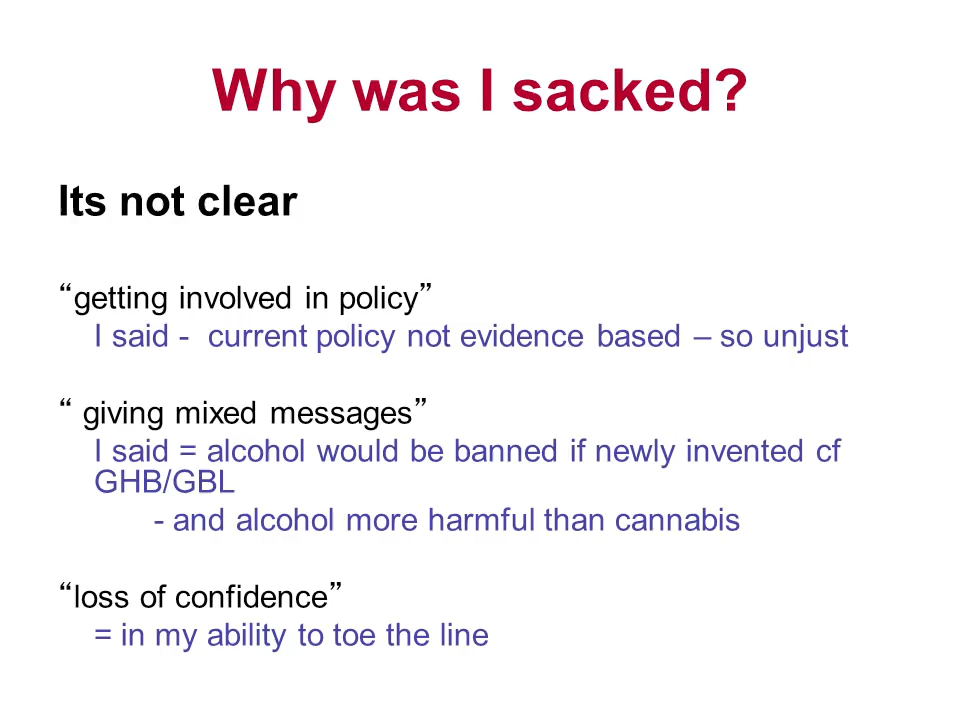 Why was I sacked?
Its not clear
“getting involved in policy”
I said -  current policy not evidence based – so unjust
“ giving mixed messages”
I said = alcohol would be banned if newly invented cf
GHB/GBL
- and alcohol more harmful than cannabis
“loss of confidence”
= in my ability to toe the line